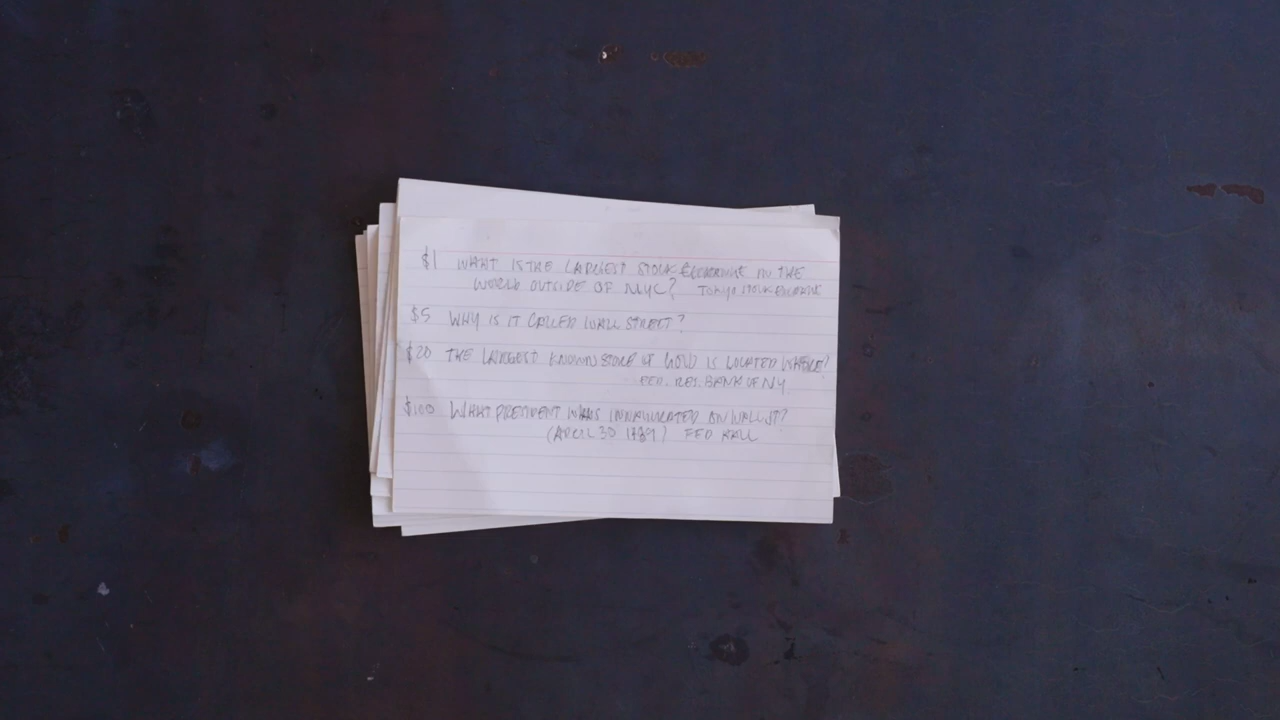 $1 WHAT IS THE LARGEST STOCK EXCHANGE IN THE
WORLD OUTSIDE OF NYC? TOKYO STOCK EXCHANGE
$5 WHY IS IT CALLED WALL STREET?
$20 THE LARGEST KNOWN STORE OF GOLD IS LOCATED WHERE?
FED. RES. BANK OF NY
$100 WHAT PRESIDENT WAS INNAUGURATED ON WALL ST?
(APRIL 30 1789) FED HALL